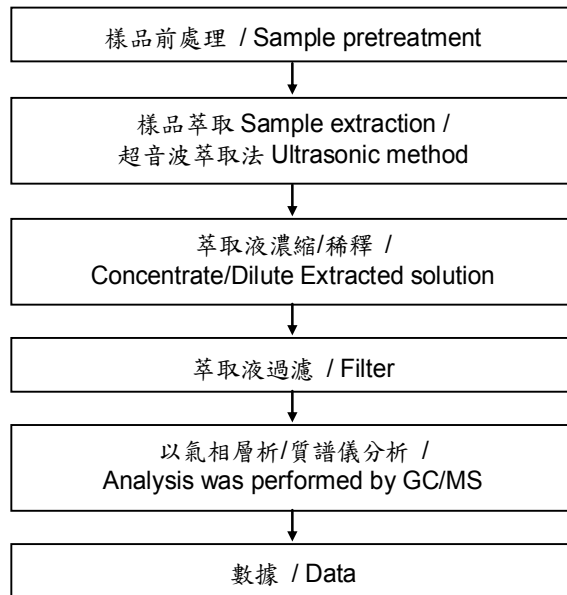 樣品前處理 / Sample pretreatment
樣品萃取 Sample extraction /
超音波萃取法 Ultrasonic method
萃取液濃縮/稀釋 /
Concentrate/Dilute Extracted solution
萃取液過濾 / Filter
以氣相層析/質譜儀分析 /
Analysis was performed by GC/MS
數據 / Data